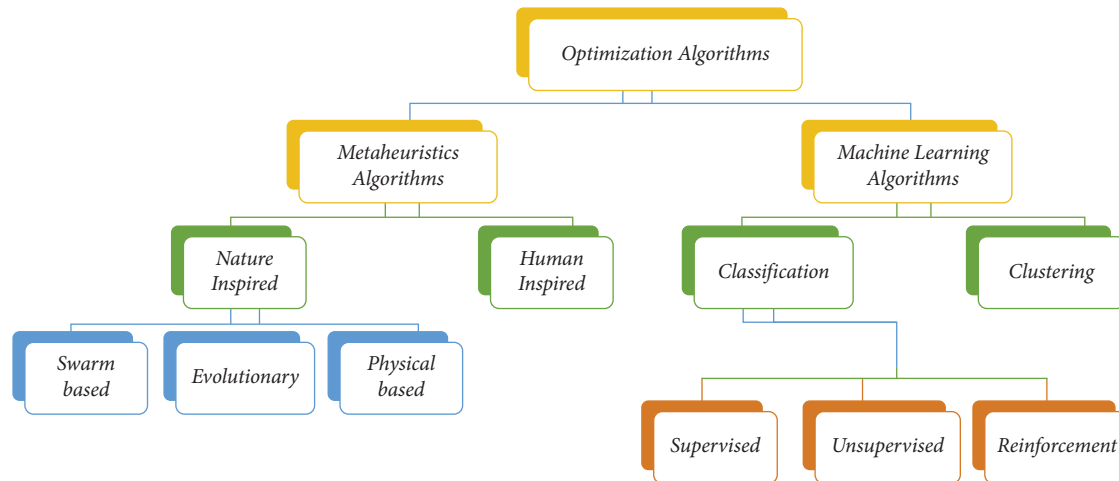 Optimization Algorithms
Metaheuristics
Algorithms
Machine Learning
Algorithms
Nature
Inspired
Human
Inspired
Classification
Clustering
Swarm
based
Evolutionary
Physical
based
Supervised
Unsupervised
Reinforcement